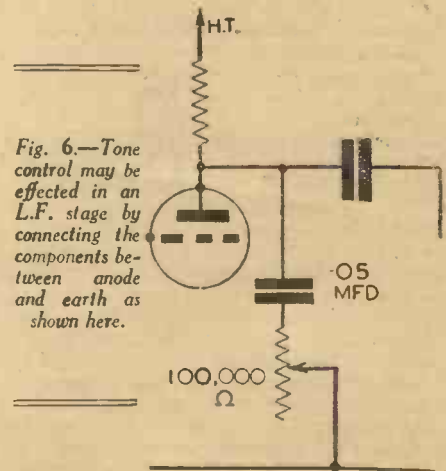 H.T.
Fig. 6.—Tone
control may be
effected in an
L.F. stage by
connecting the
components be-
tween anode
and earth as
shown here.
.05
MFD
100,000
Ω